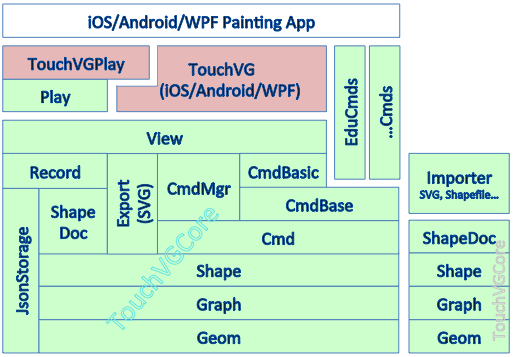 iOS/Android/WPF Painting App
TouchVGPlay
TouchVG
(iOS/Android/WPF)
Play
EduCmds
...Cmds
View
Record
Export
(SVG)
CmdMgr
CmdBasic
Importer
SVG, Shapefile...
JsonStorage
Shape
Doc
CmdBase
Cmd
ShapeDoc
Shape
Shape
Graph
Graph
Geom
Geom
TouchVGCore
TouchVGCore